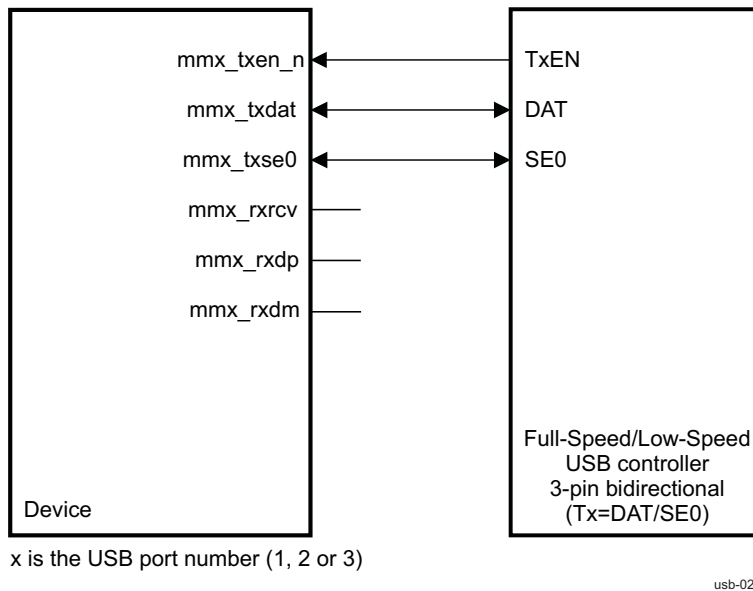 mmx_txen_n
TxEN
mmx_txdat
DAT
mmx_txse0
SE0
mmx_rxrcv
mmx_rxdp
mmx_rxdm
Full-Speed/Low-Speed
USB controller
3-pin bidirectional
(Tx=DAT/SE0)
Device
x is the USB port number (1, 2 or 3)
usb-02